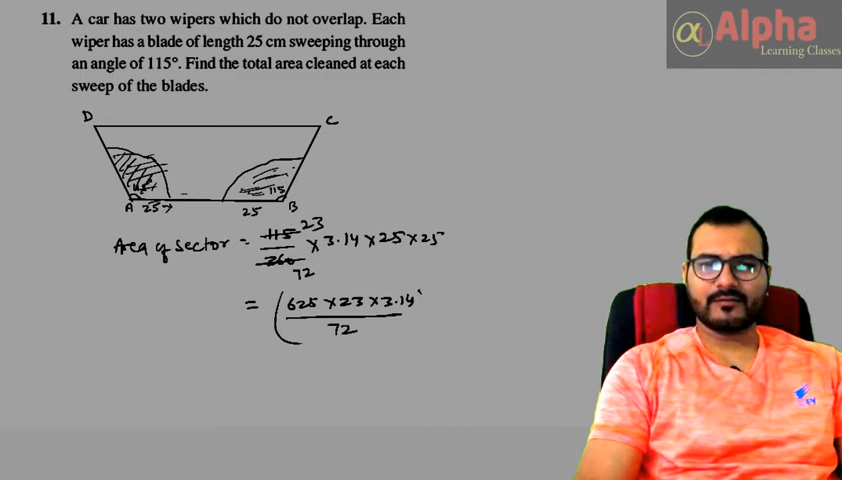 11. A car has two wipers which do not overlap. Each
wiper has a blade of length 25 cm sweeping through
an angle of 115°. Find the total area cleaned at each
sweep of the blades.
αL Alpha
Learning Classes
D C
115
A 25 25 B
Area of sector = 115 23 / 360 72 × 3.14 × 25 × 25
= ( 625 × 23 × 3.14 / 72